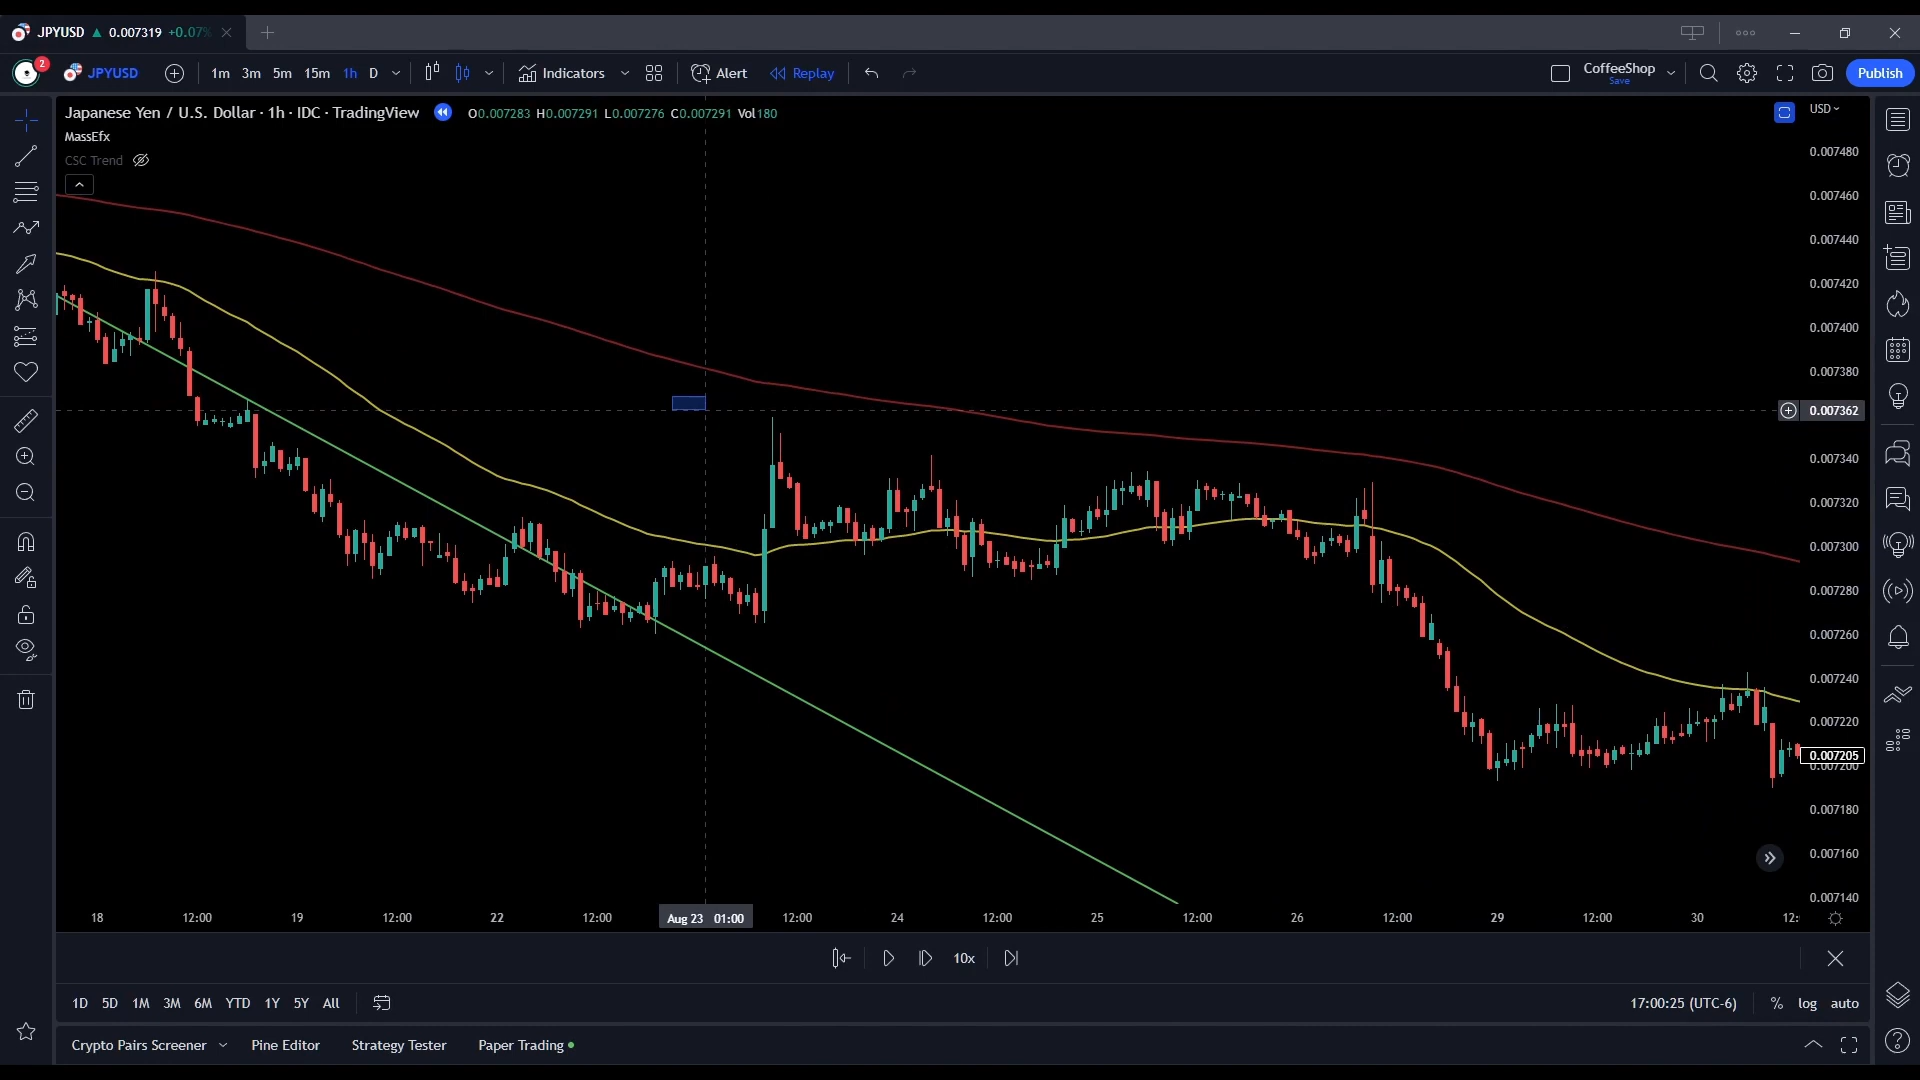 JPYUSD ▲ 0.007319 +0.07%
2
JPYUSD 1m 3m 5m 15m 1h D Indicators Alert Replay CoffeeShop Save Publish
Japanese Yen / U.S. Dollar · 1h · IDC · TradingView O0.007283 H0.007291 L0.007276 C0.007291 Vol180 USD
MassEfx
CSC Trend
0.007480
0.007460
0.007440
0.007420
0.007400
0.007380
0.007362
0.007340
0.007320
0.007300
0.007280
0.007260
0.007240
0.007220
0.007205
0.007200
0.007180
0.007160
0.007140
18 12:00 19 12:00 22 12:00 Aug 23 01:00 12:00 24 12:00 25 12:00 26 12:00 29 12:00 30 12:
10x
1D 5D 1M 3M 6M YTD 1Y 5Y All 17:00:25 (UTC-6) % log auto
Crypto Pairs Screener Pine Editor Strategy Tester Paper Trading